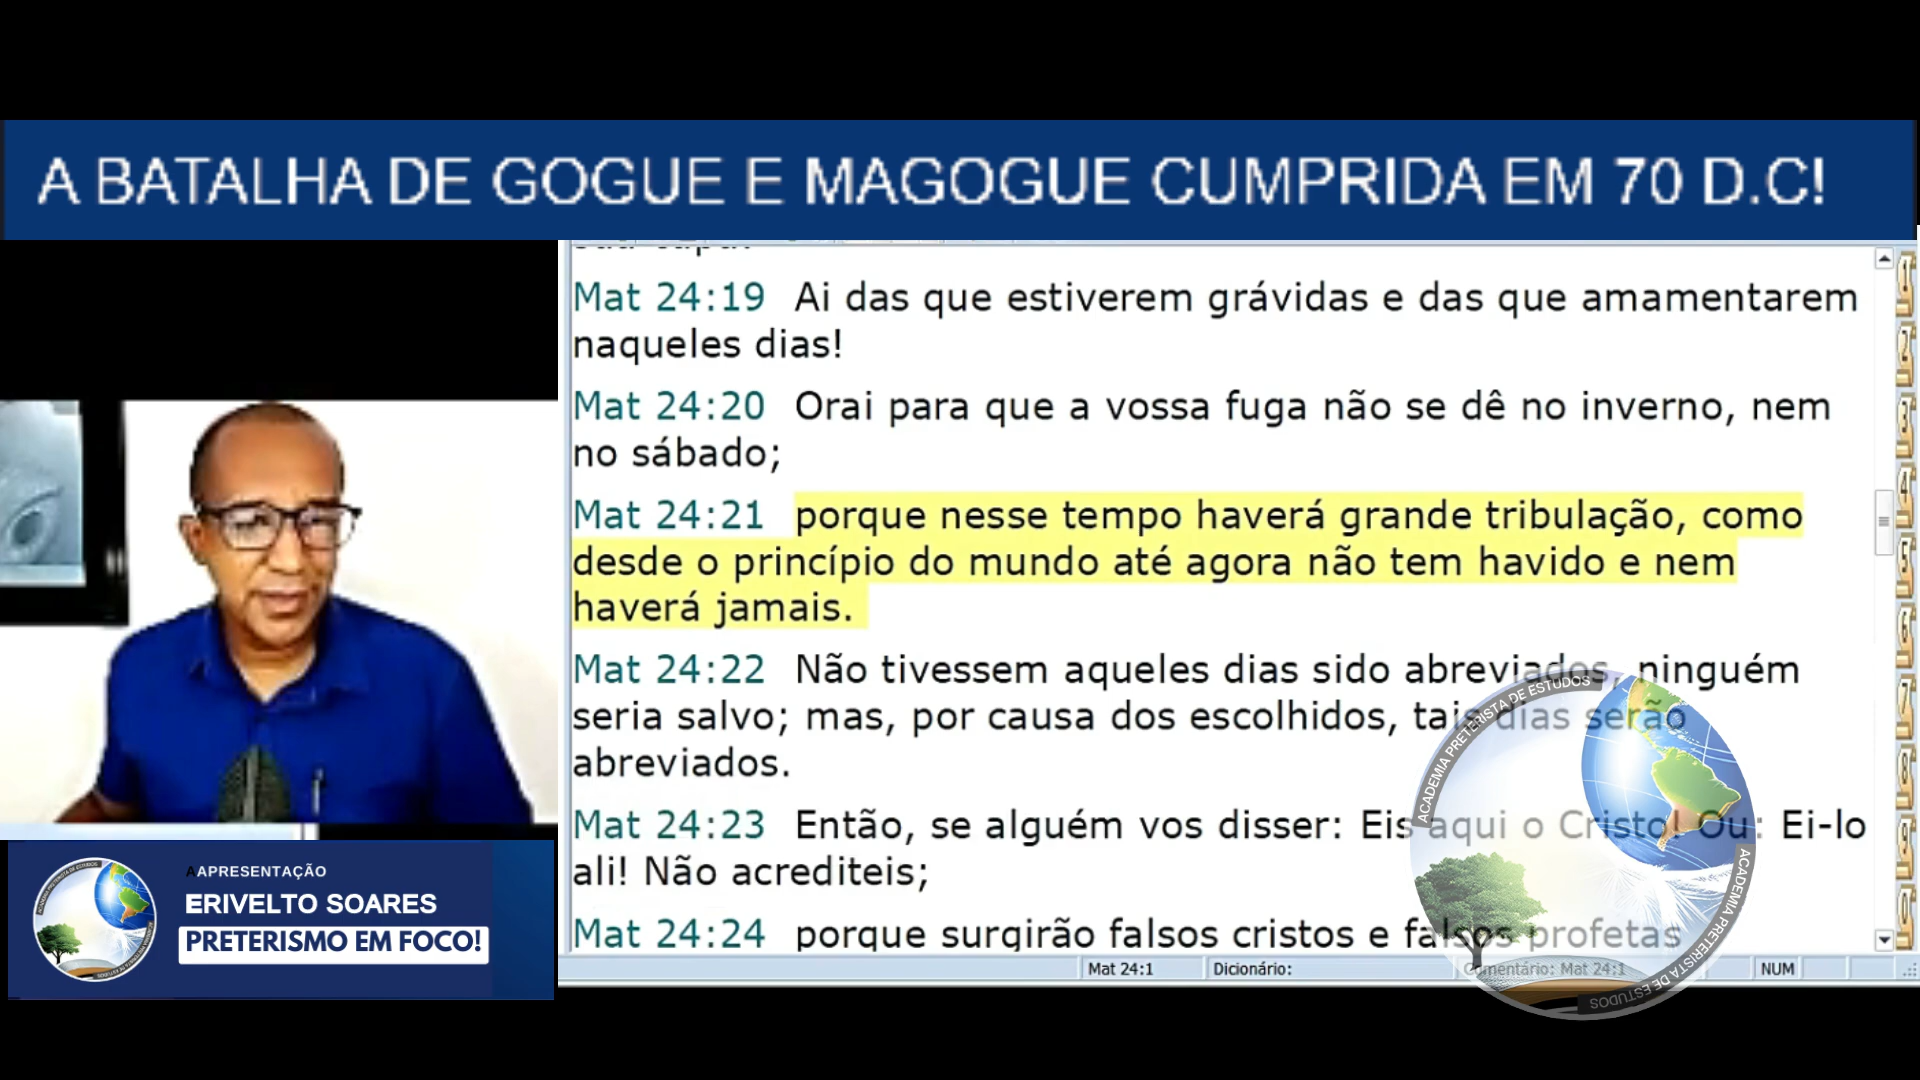 A BATALHA DE GOGUE E MAGOGUE CUMPRIDA EM 70 D.C!
Mat 24:19 Ai das que estiverem grávidas e das que amamentarem
naqueles dias!
Mat 24:20 Orai para que a vossa fuga não se dê no inverno, nem
no sábado;
Mat 24:21 porque nesse tempo haverá grande tribulação, como
desde o princípio do mundo até agora não tem havido e nem
haverá jamais.
Mat 24:22 Não tivessem aqueles dias sido abreviados, ninguém
seria salvo; mas, por causa dos escolhidos, tais dias serão
abreviados.
Mat 24:23 Então, se alguém vos disser: Eis aqui o Cristo! Ou: Ei-lo
ali! Não acrediteis;
Mat 24:24 porque surgirão falsos cristos e falsos profetas
Mat 24:1 Dicionário: Comentário: Mat 24:1 NUM
ACADEMIA PRETERISTA DE ESTUDOS
ACADEMIA PRETERISTA DE ESTUDOS
AAPRESENTAÇÃO
ERIVELTO SOARES
PRETERISMO EM FOCO!